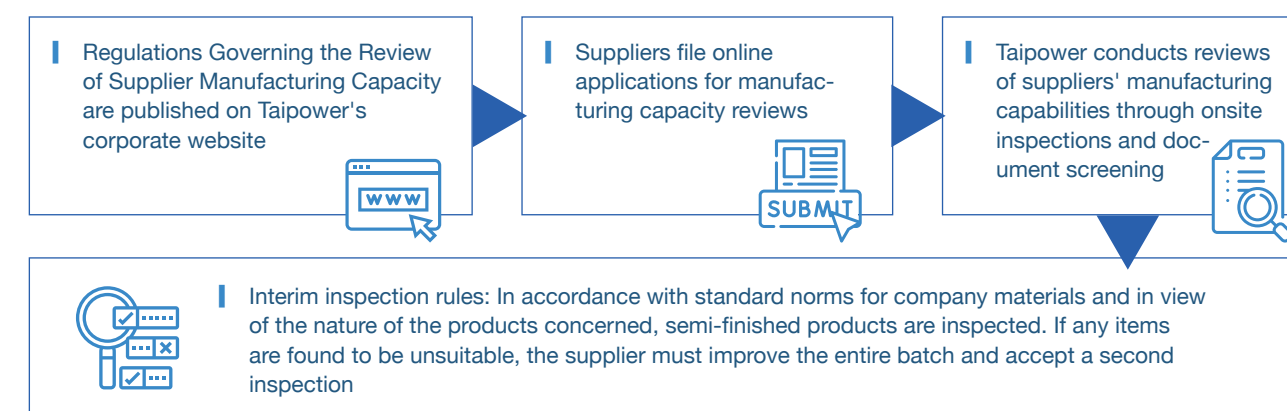 Regulations Governing the Review
of Supplier Manufacturing Capacity
are published on Taipower's
corporate website
WWW
Suppliers file online
applications for manufac-
turing capacity reviews
SUBMIT
Taipower conducts reviews
of suppliers' manufacturing
capabilities through onsite
inspections and doc-
ument screening
Interim inspection rules: In accordance with standard norms for company materials and in view
of the nature of the products concerned, semi-finished products are inspected. If any items
are found to be unsuitable, the supplier must improve the entire batch and accept a second
inspection